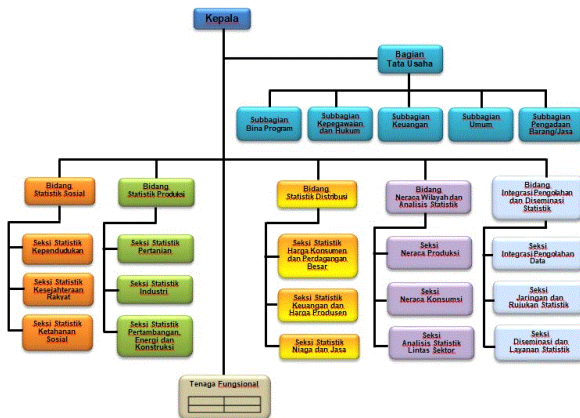 Kepala
Bagian
Tata Usaha
Subbagian
Bina Program
Subbagian
Kepegawaian
dan Hukum
Subbagian
Keuangan
Subbagian
Umum
Subbagian
Pengadaan
Barang/Jasa
Bidang
Statistik Sosial
Bidang
Statistik Produksi
Bidang
Statistik Distribusi
Bidang
Neraca Wilayah dan
Analisis Statistik
Bidang
Integrasi Pengolahan
dan Diseminasi
Statistik
Seksi Statistik
Kependudukan
Seksi Statistik
Kesejahteraan
Rakyat
Seksi Statistik
Ketahanan
Sosial
Seksi Statistik
Pertanian
Seksi Statistik
Industri
Seksi Statistik
Pertambangan,
Energi dan
Konstruksi
Seksi Statistik
Harga Konsumen
dan Perdagangan
Besar
Seksi Statistik
Keuangan dan
Harga Produsen
Seksi Statistik
Niaga dan Jasa
Seksi
Neraca Produksi
Seksi
Neraca Konsumsi
Seksi
Analisis Statistik
Lintas Sektor
Seksi
Integrasi Pengolahan
Data
Seksi
Jaringan dan
Rujukan Statistik
Seksi
Diseminasi dan
Layanan Statistik
Tenaga Fungsional